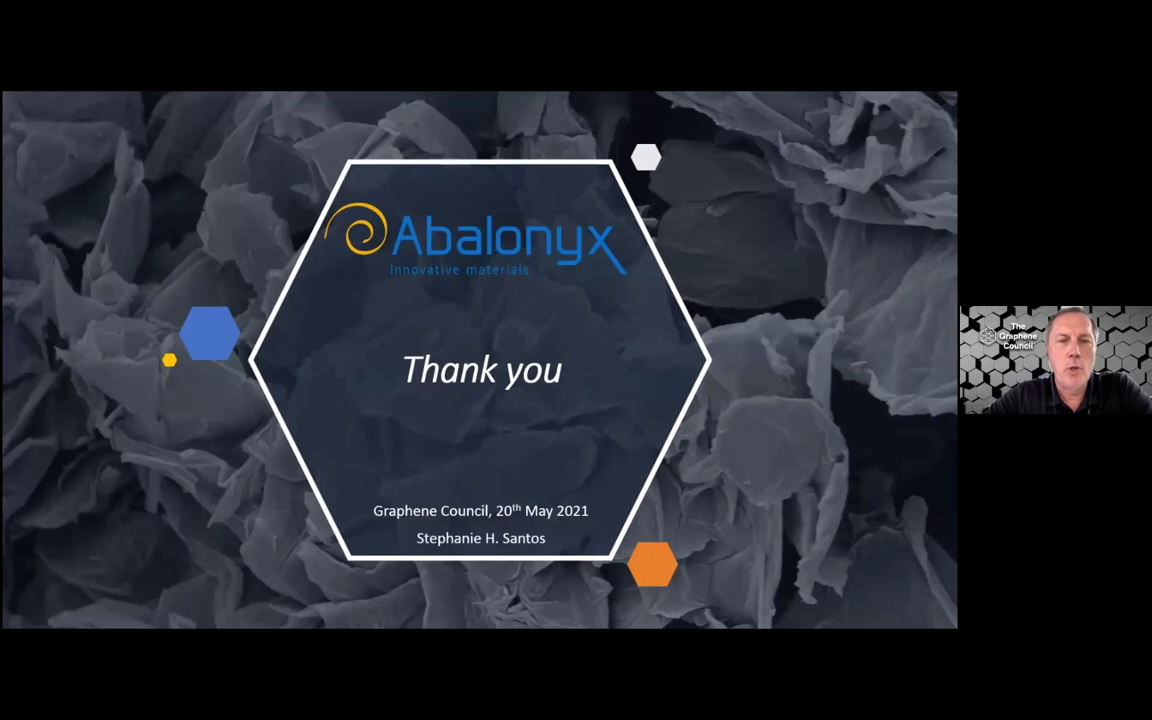 Abalonyx
Innovative materials
Thank you
Graphene Council, 20th May 2021
Stephanie H. Santos
The
Graphene
Council